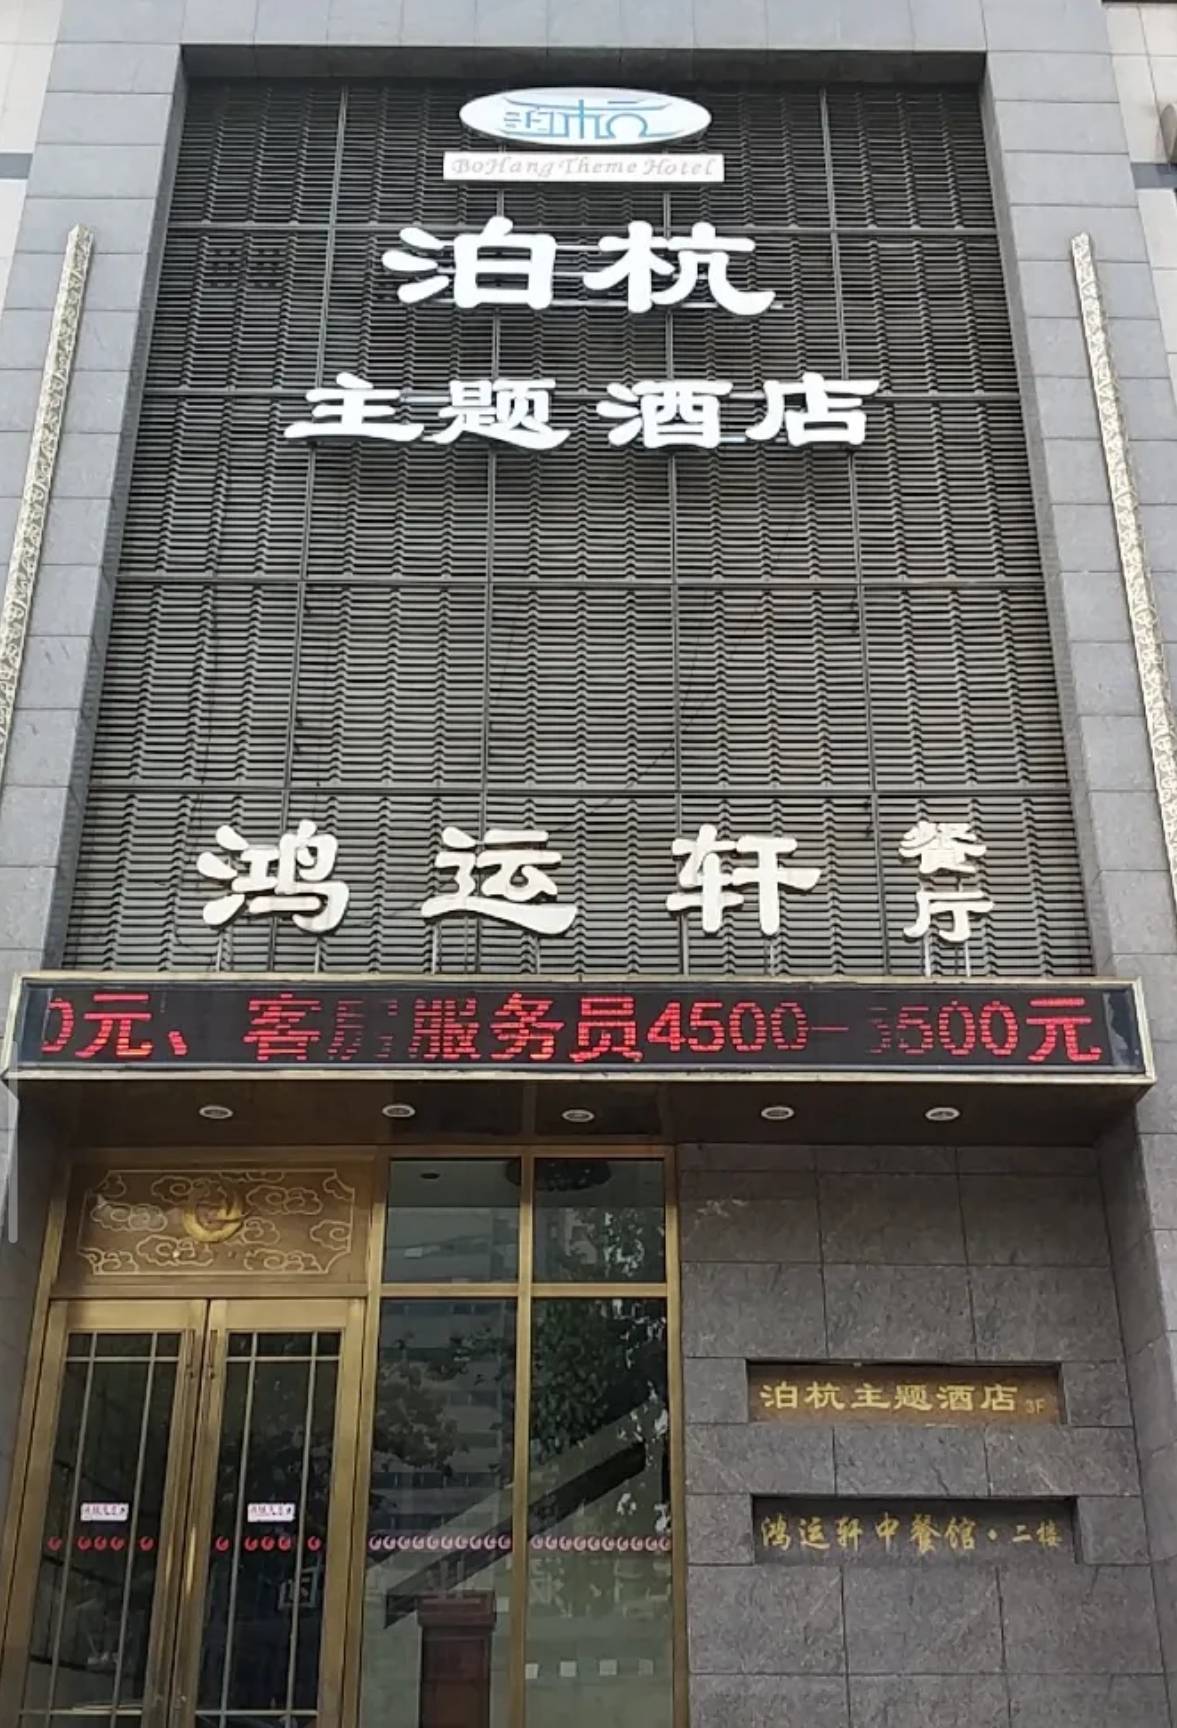 BoHang Theme Hotel
泊杭
主题酒店
鸿运轩餐厅
0元、客房服务员4500-5500元
泊杭主题酒店 3F
鸿运轩中餐馆·二楼